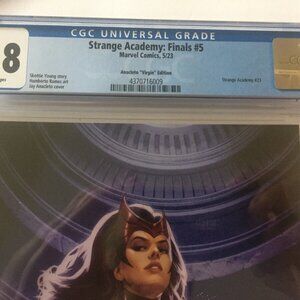 CGC UNIVERSAL GRADE
Strange Academy: Finals #5
Marvel Comics, 5/23
Anacleto "Virgin" Edition
8
pages
Skottie Young story
Humberto Ramos art
Jay Anacleto cover
4370716009
Strange Academy #23